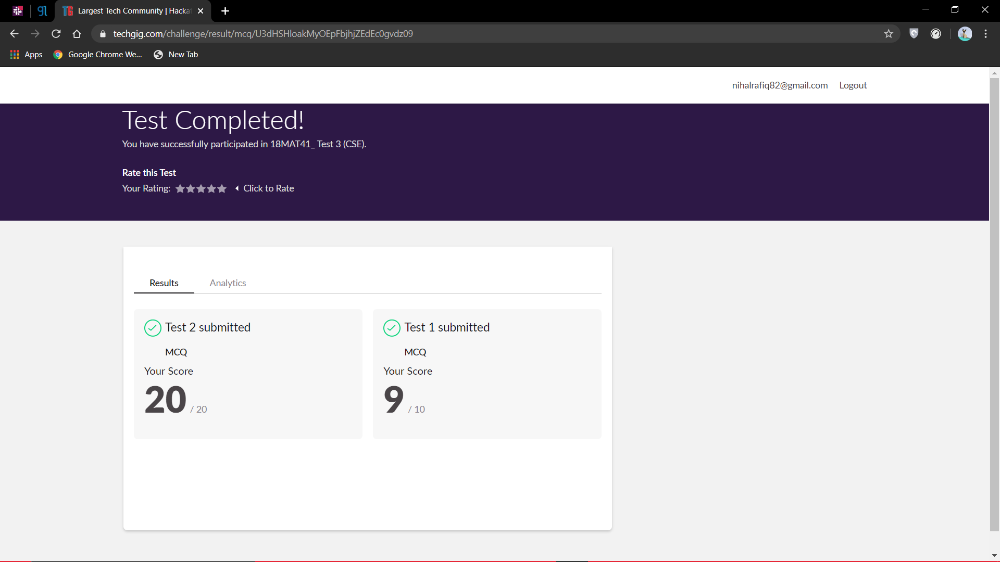 Largest Tech Community | Hacka
techgig.com/challenge/result/mcq/U3dHSHloakMyOEpFbjhjZEdEc0gvdz09
Apps Google Chrome We... New Tab
nihalrafiq82@gmail.com Logout
Test Completed!
You have successfully participated in 18MAT41_ Test 3 (CSE).
Rate this Test
Your Rating: Click to Rate
Results Analytics
Test 2 submitted
MCQ
Your Score
20 / 20
Test 1 submitted
MCQ
Your Score
9 / 10